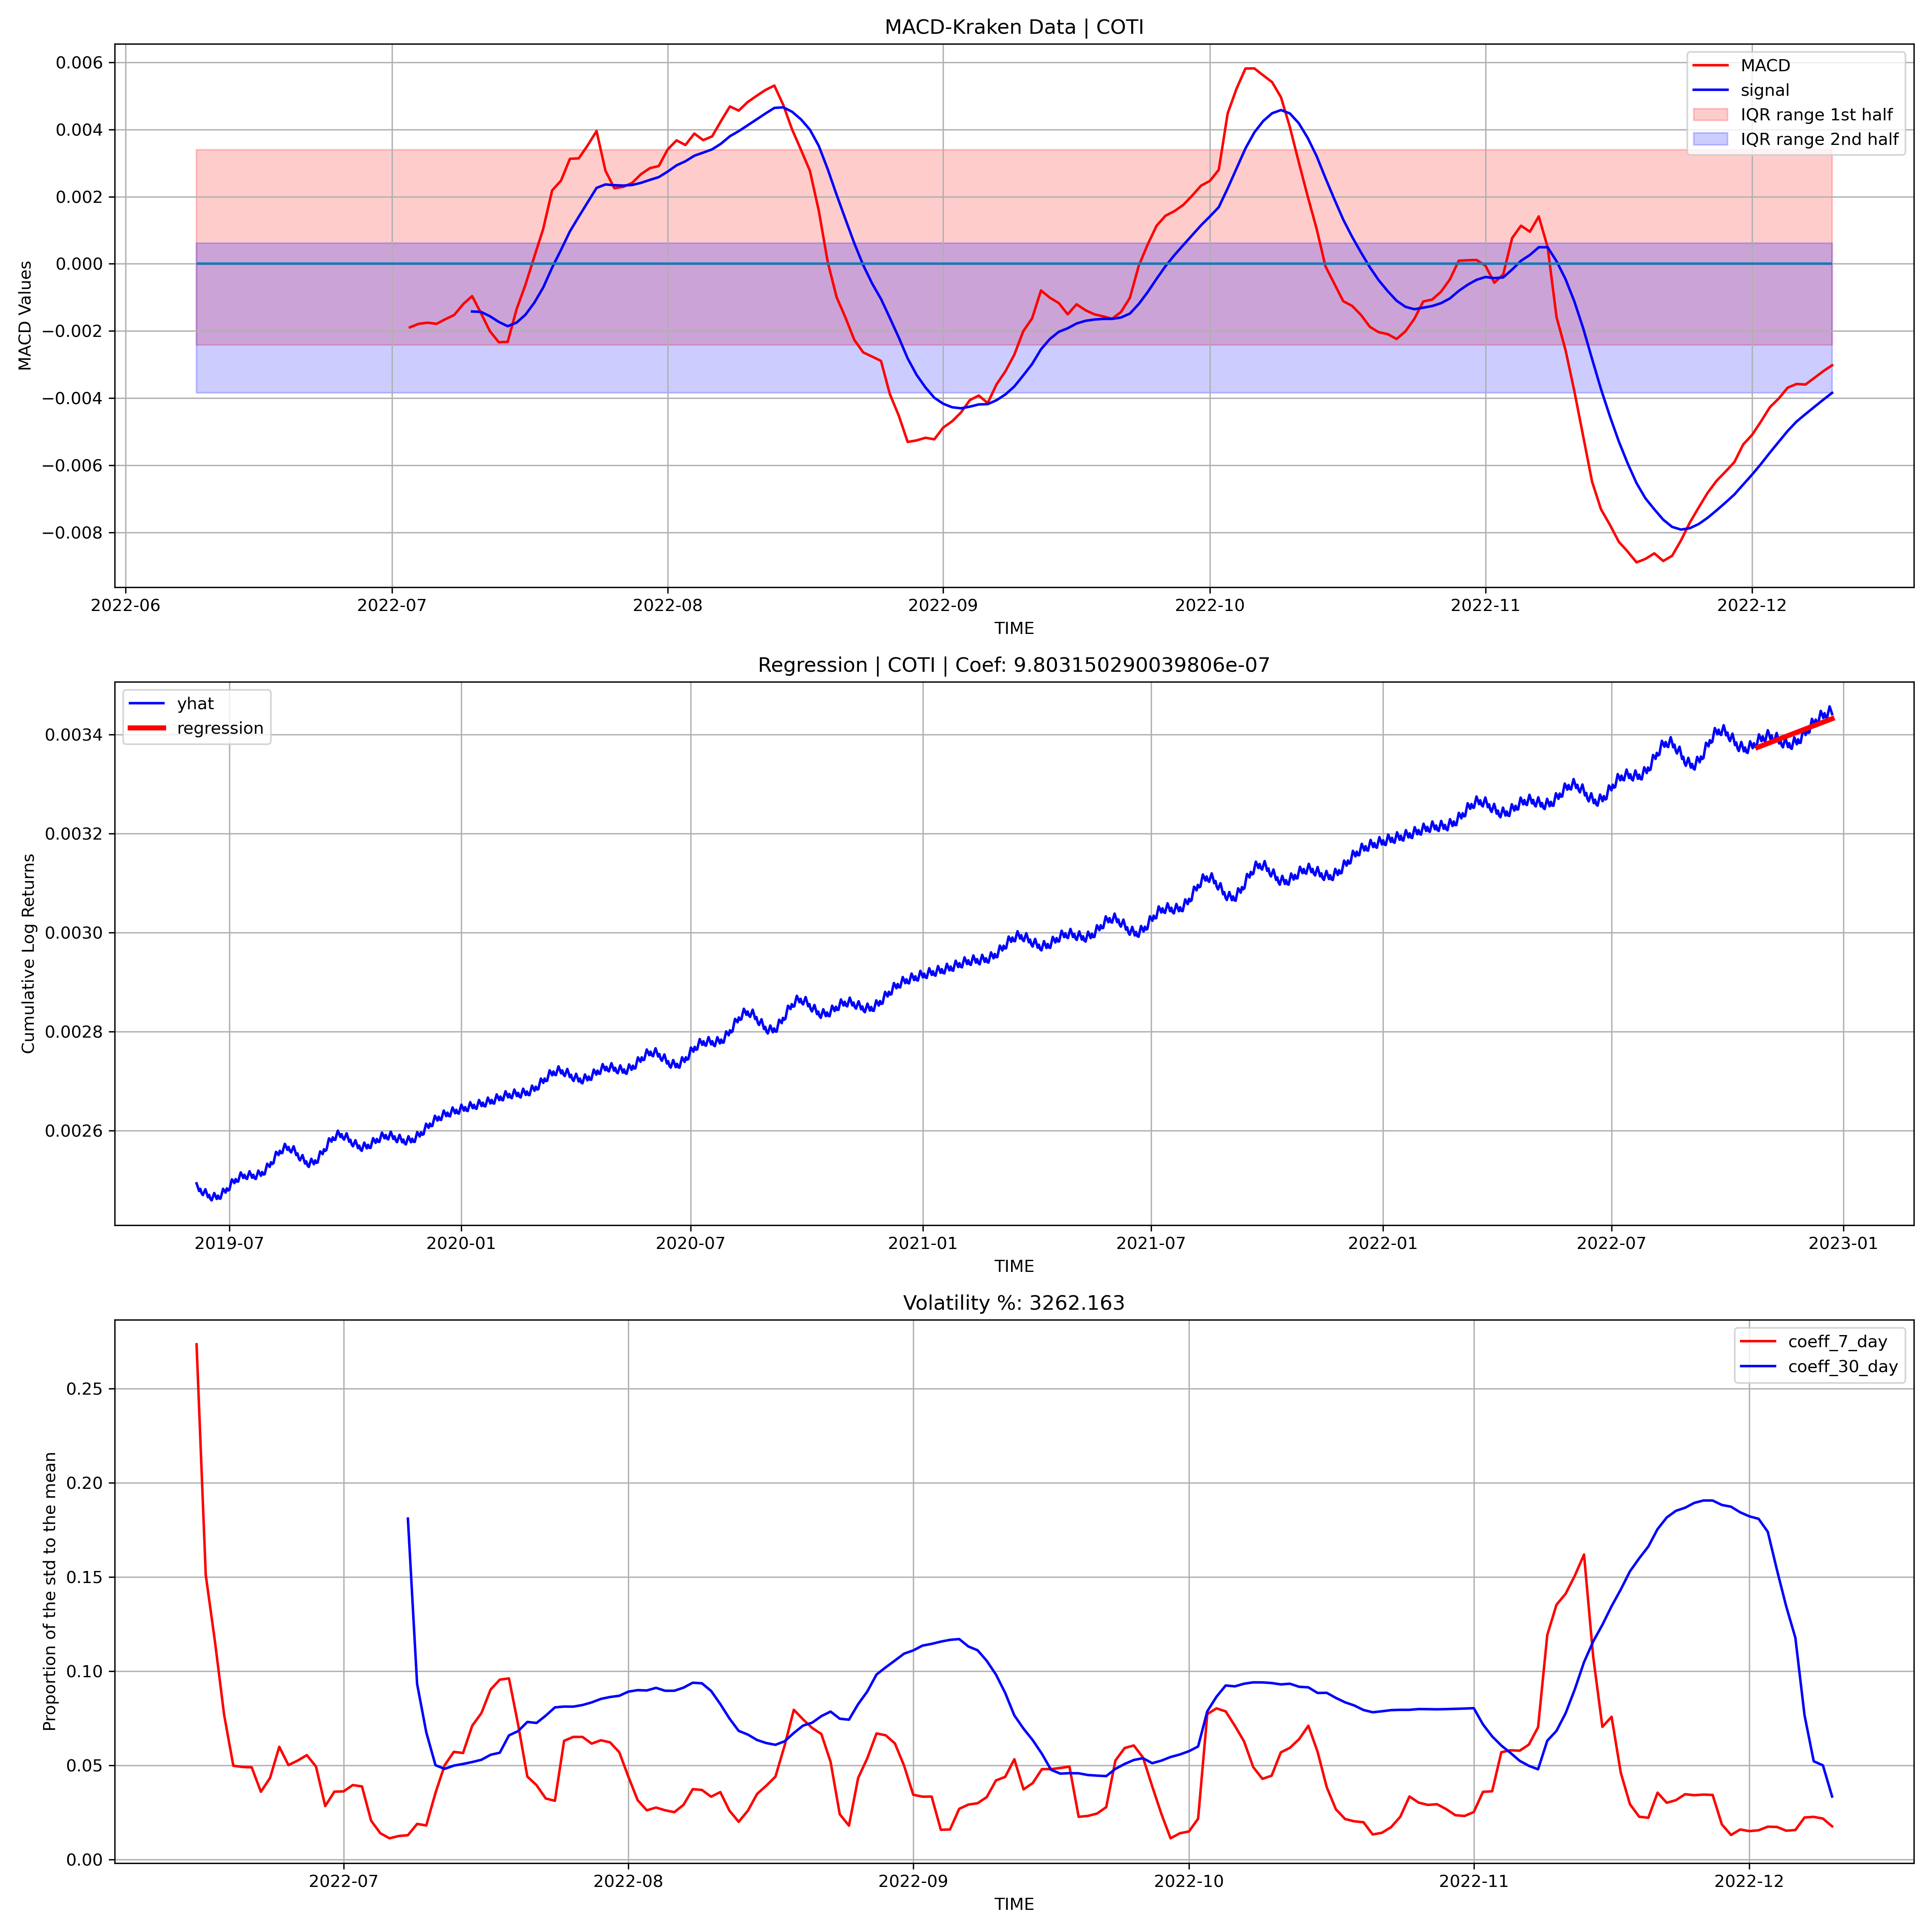 MACD-Kraken Data | COTI
MACD
signal
IQR range 1st half
IQR range 2nd half
MACD Values
0.006
0.004
0.002
0.000
−0.002
−0.004
−0.006
−0.008
2022-06 2022-07 2022-08 2022-09 2022-10 2022-11 2022-12
TIME
Regression | COTI | Coef: 9.803150290039806e-07
yhat
regression
Cumulative Log Returns
0.0034
0.0032
0.0030
0.0028
0.0026
2019-07 2020-01 2020-07 2021-01 2021-07 2022-01 2022-07 2023-01
TIME
Volatility %: 3262.163
coeff_7_day
coeff_30_day
Proportion of the std to the mean
0.25
0.20
0.15
0.10
0.05
0.00
2022-07 2022-08 2022-09 2022-10 2022-11 2022-12
TIME